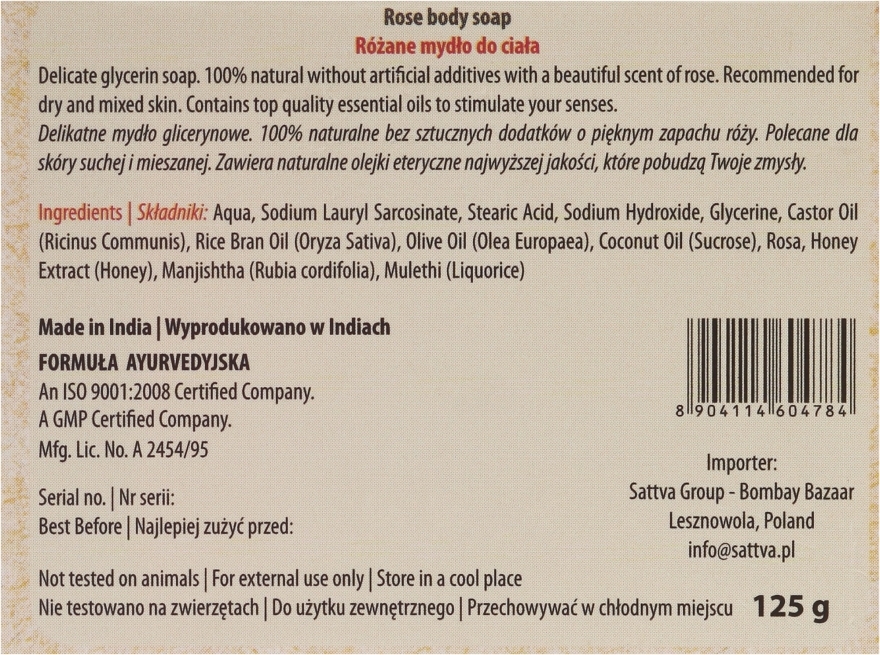 Rose body soap
Różane mydło do ciała
Delicate glycerin soap. 100% natural without artificial additives with a beautiful scent of rose. Recommended for
dry and mixed skin. Contains top quality essential oils to stimulate your senses.
Delikatne mydło glicerynowe. 100% naturalne bez sztucznych dodatków o pięknym zapachu róży. Polecane dla
skóry suchej i mieszanej. Zawiera naturalne olejki eteryczne najwyższej jakości, które pobudzą Twoje zmysły.
Ingredients | Składniki: Aqua, Sodium Lauryl Sarcosinate, Stearic Acid, Sodium Hydroxide, Glycerine, Castor Oil
(Ricinus Communis), Rice Bran Oil (Oryza Sativa), Olive Oil (Olea Europaea), Coconut Oil (Sucrose), Rosa, Honey
Extract (Honey), Manjishtha (Rubia cordifolia), Mulethi (Liquorice)
Made in India | Wyprodukowano w Indiach
FORMUŁA AYURVEDYJSKA
An ISO 9001:2008 Certified Company.
A GMP Certified Company.
Mfg. Lic. No. A 2454/95
Serial no. | Nr serii:
Best Before | Najlepiej zużyć przed:
8 904114 604784
Importer:
Sattva Group - Bombay Bazaar
Lesznowola, Poland
info@sattva.pl
Not tested on animals | For external use only | Store in a cool place
Nie testowano na zwierzętach | Do użytku zewnętrznego | Przechowywać w chłodnym miejscu 125 g